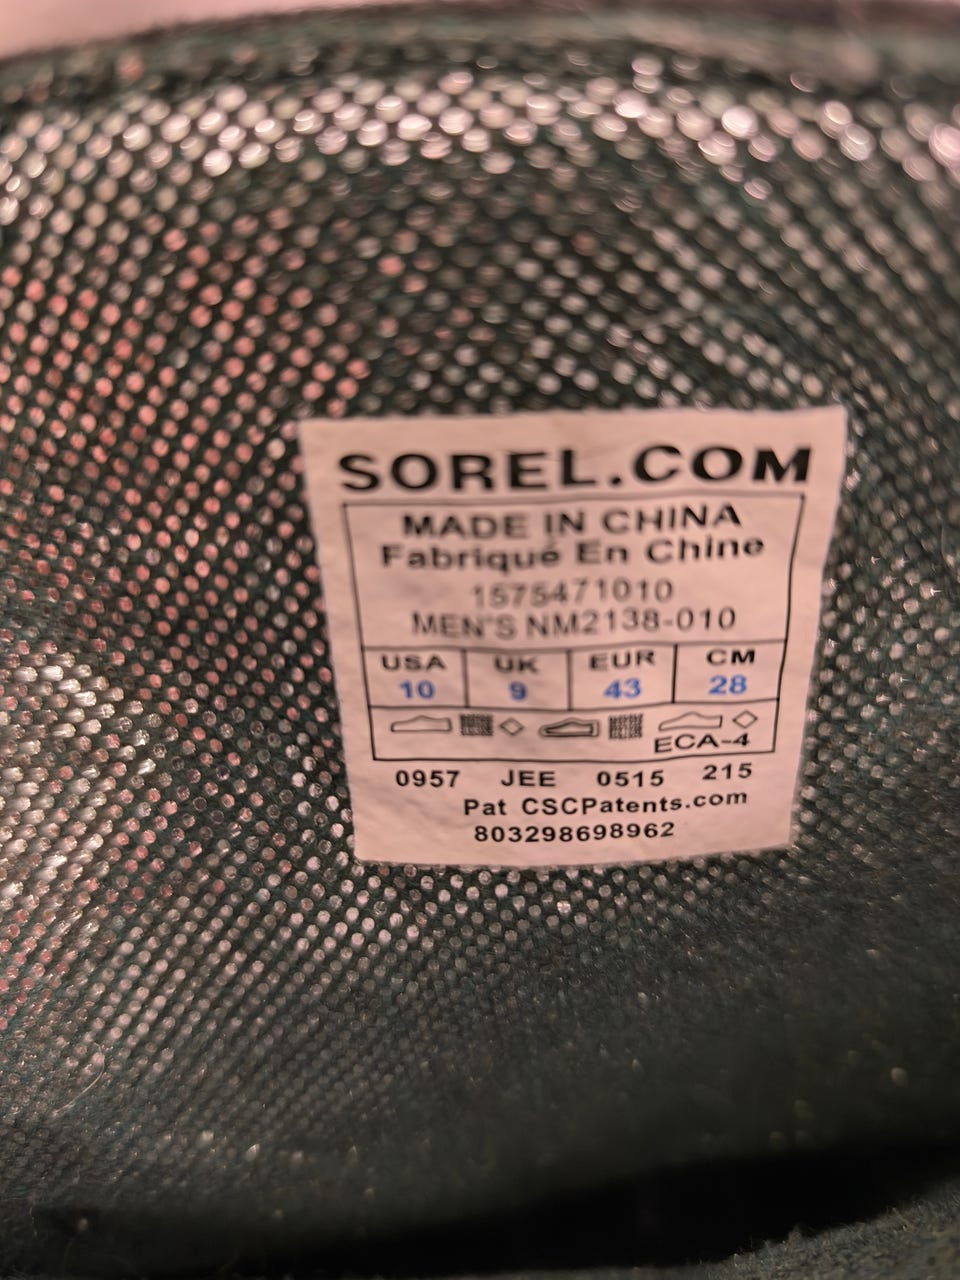 SOREL.COM
MADE IN CHINA
Fabriqué En Chine
1575471010
MEN'S NM2138-010
USA UK EUR CM
10 9 43 28
ECA-4
0957 JEE 0515 215
Pat CSCPatents.com
803298698962